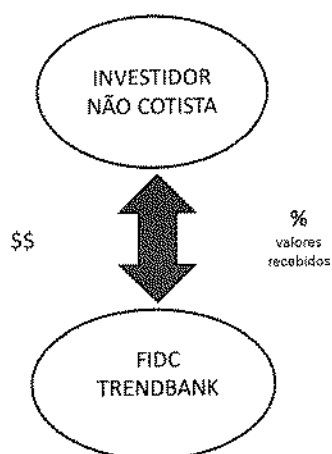 INVESTIDOR
NÃO COTISTA
$$
%
valores
recebidos
FIDC
TRENDBANK